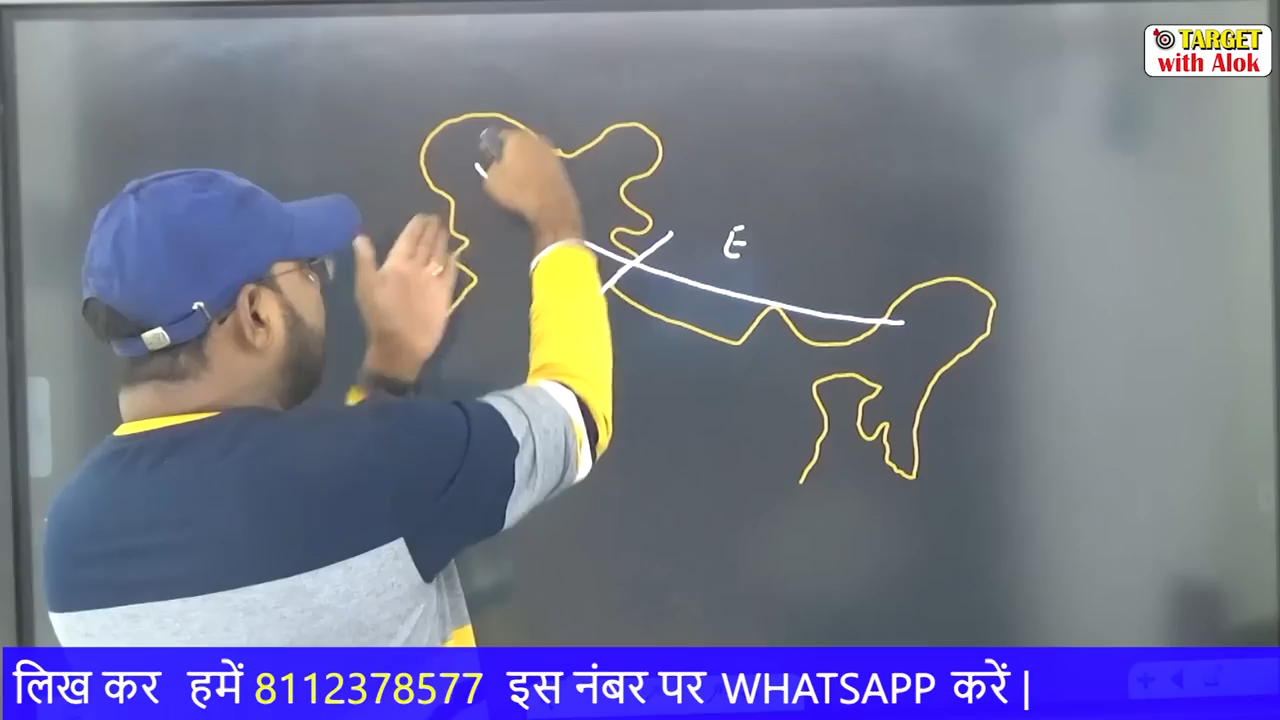 TARGET
with Alok
E
लिख कर हमें 8112378577 इस नंबर पर WHATSAPP करें |